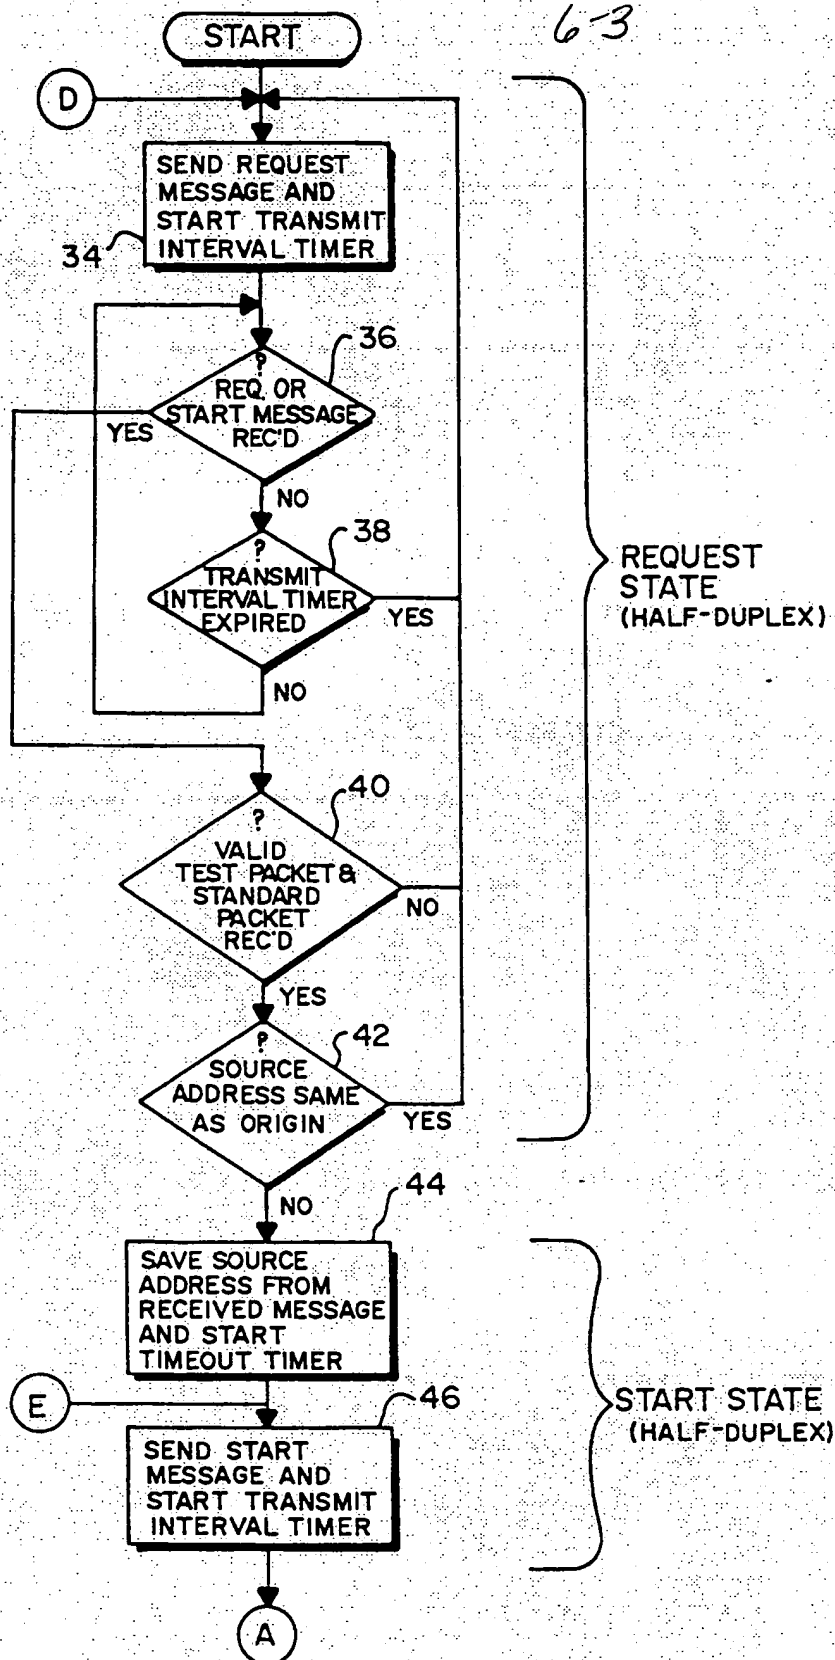 6-3
START
D
SEND REQUEST
MESSAGE AND
START TRANSMIT
INTERVAL TIMER
34
36
?
REQ. OR
START MESSAGE
REC'D
YES
NO
38
?
TRANSMIT
INTERVAL TIMER
EXPIRED
YES
NO
REQUEST
STATE
(HALF-DUPLEX)
40
?
VALID
TEST PACKET &
STANDARD
PACKET
REC'D
NO
YES
42
?
SOURCE
ADDRESS SAME
AS ORIGIN
YES
NO
44
SAVE SOURCE
ADDRESS FROM
RECEIVED MESSAGE
AND START
TIMEOUT TIMER
E
46
START STATE
(HALF-DUPLEX)
SEND START
MESSAGE AND
START TRANSMIT
INTERVAL TIMER
A